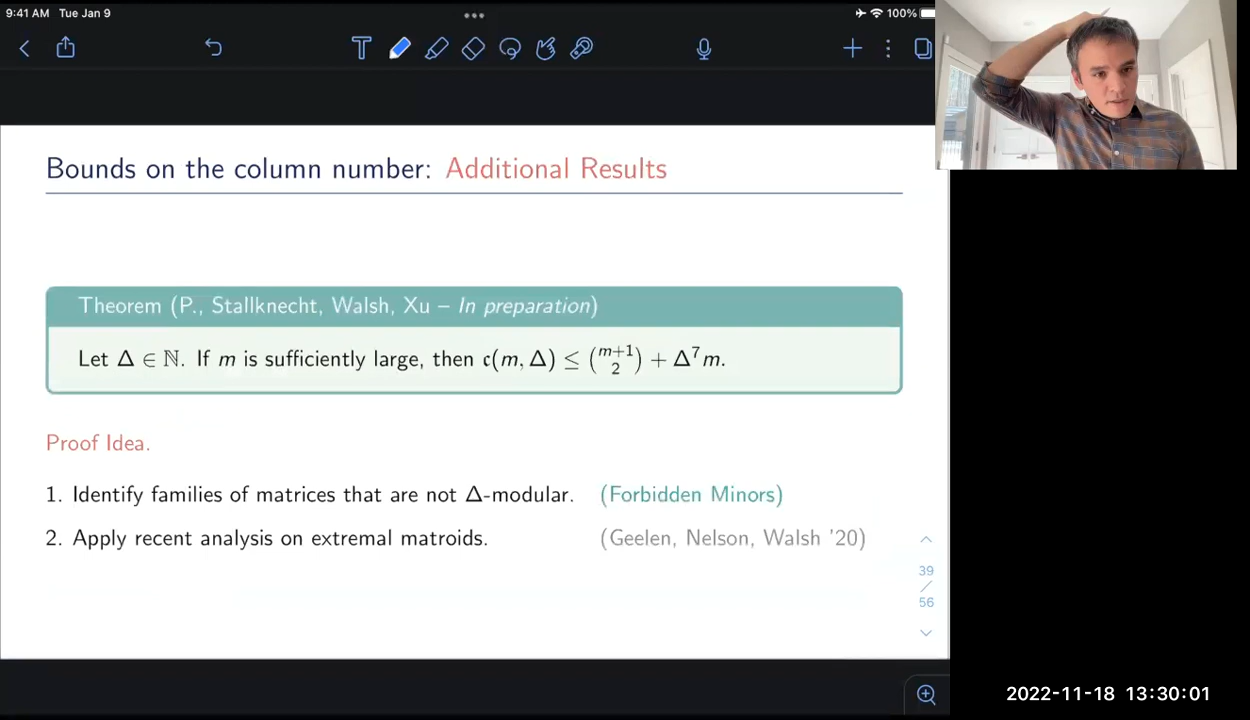 9:41 AM Tue Jan 9
100%
Bounds on the column number: Additional Results
Theorem (P., Stallknecht, Walsh, Xu – In preparation)
Let Δ ∈ ℕ. If m is sufficiently large, then 𝔠(m, Δ) ≤ (m+1 2) + Δ⁷m.
Proof Idea.
1. Identify families of matrices that are not Δ-modular. (Forbidden Minors)
2. Apply recent analysis on extremal matroids. (Geelen, Nelson, Walsh '20)
39
/
56
2022-11-18 13:30:01